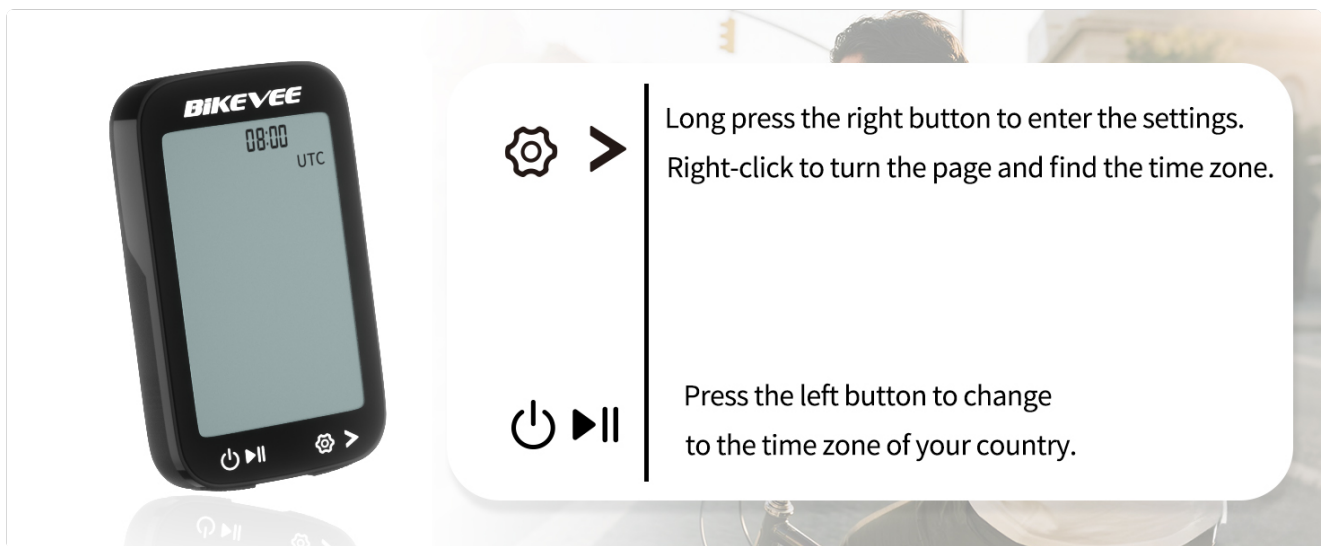 BIKEVEE
08:00
UTC
Long press the right button to enter the settings.
Right-click to turn the page and find the time zone.
Press the left button to change
to the time zone of your country.